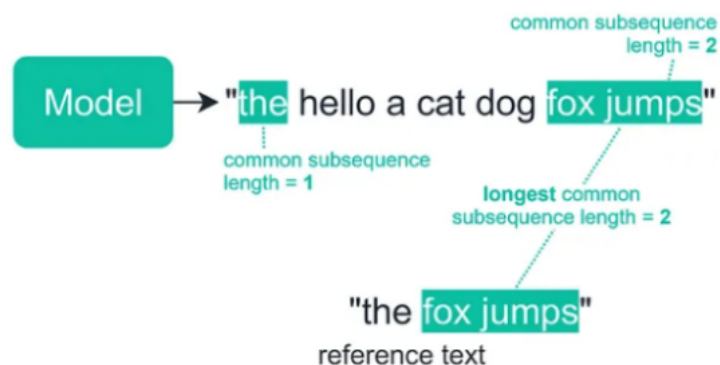 common subsequence
length = 2
Model
"the hello a cat dog fox jumps"
common subsequence
length = 1
longest common
subsequence length = 2
"the fox jumps"
reference text